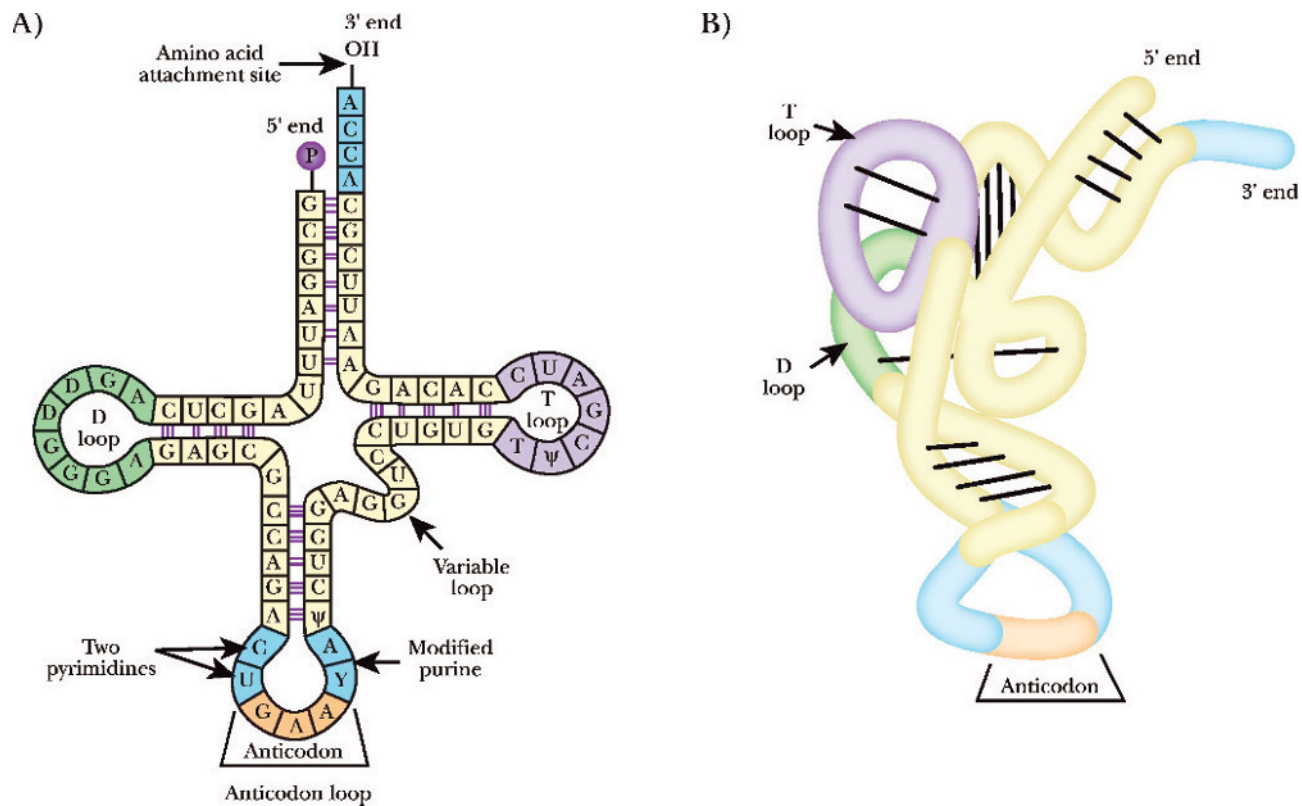 A)
3' end
OH
Amino acid
attachment site
5' end
P
A
C
C
A
G C
C G
G C
G U
A U
U A
U A
U
D D G A C U C G A
D
loop
D G G G A G A G C
G A C A C C U A G
T
loop
C U G U G T Ψ C
C
U
G
G A G G
C G
C U
A C
G Ψ
A
C A
U Y
G A A
Two
pyrimidines
Modified
purine
Variable
loop
Anticodon
Anticodon loop
B)
5' end
T
loop
3' end
D
loop
Anticodon